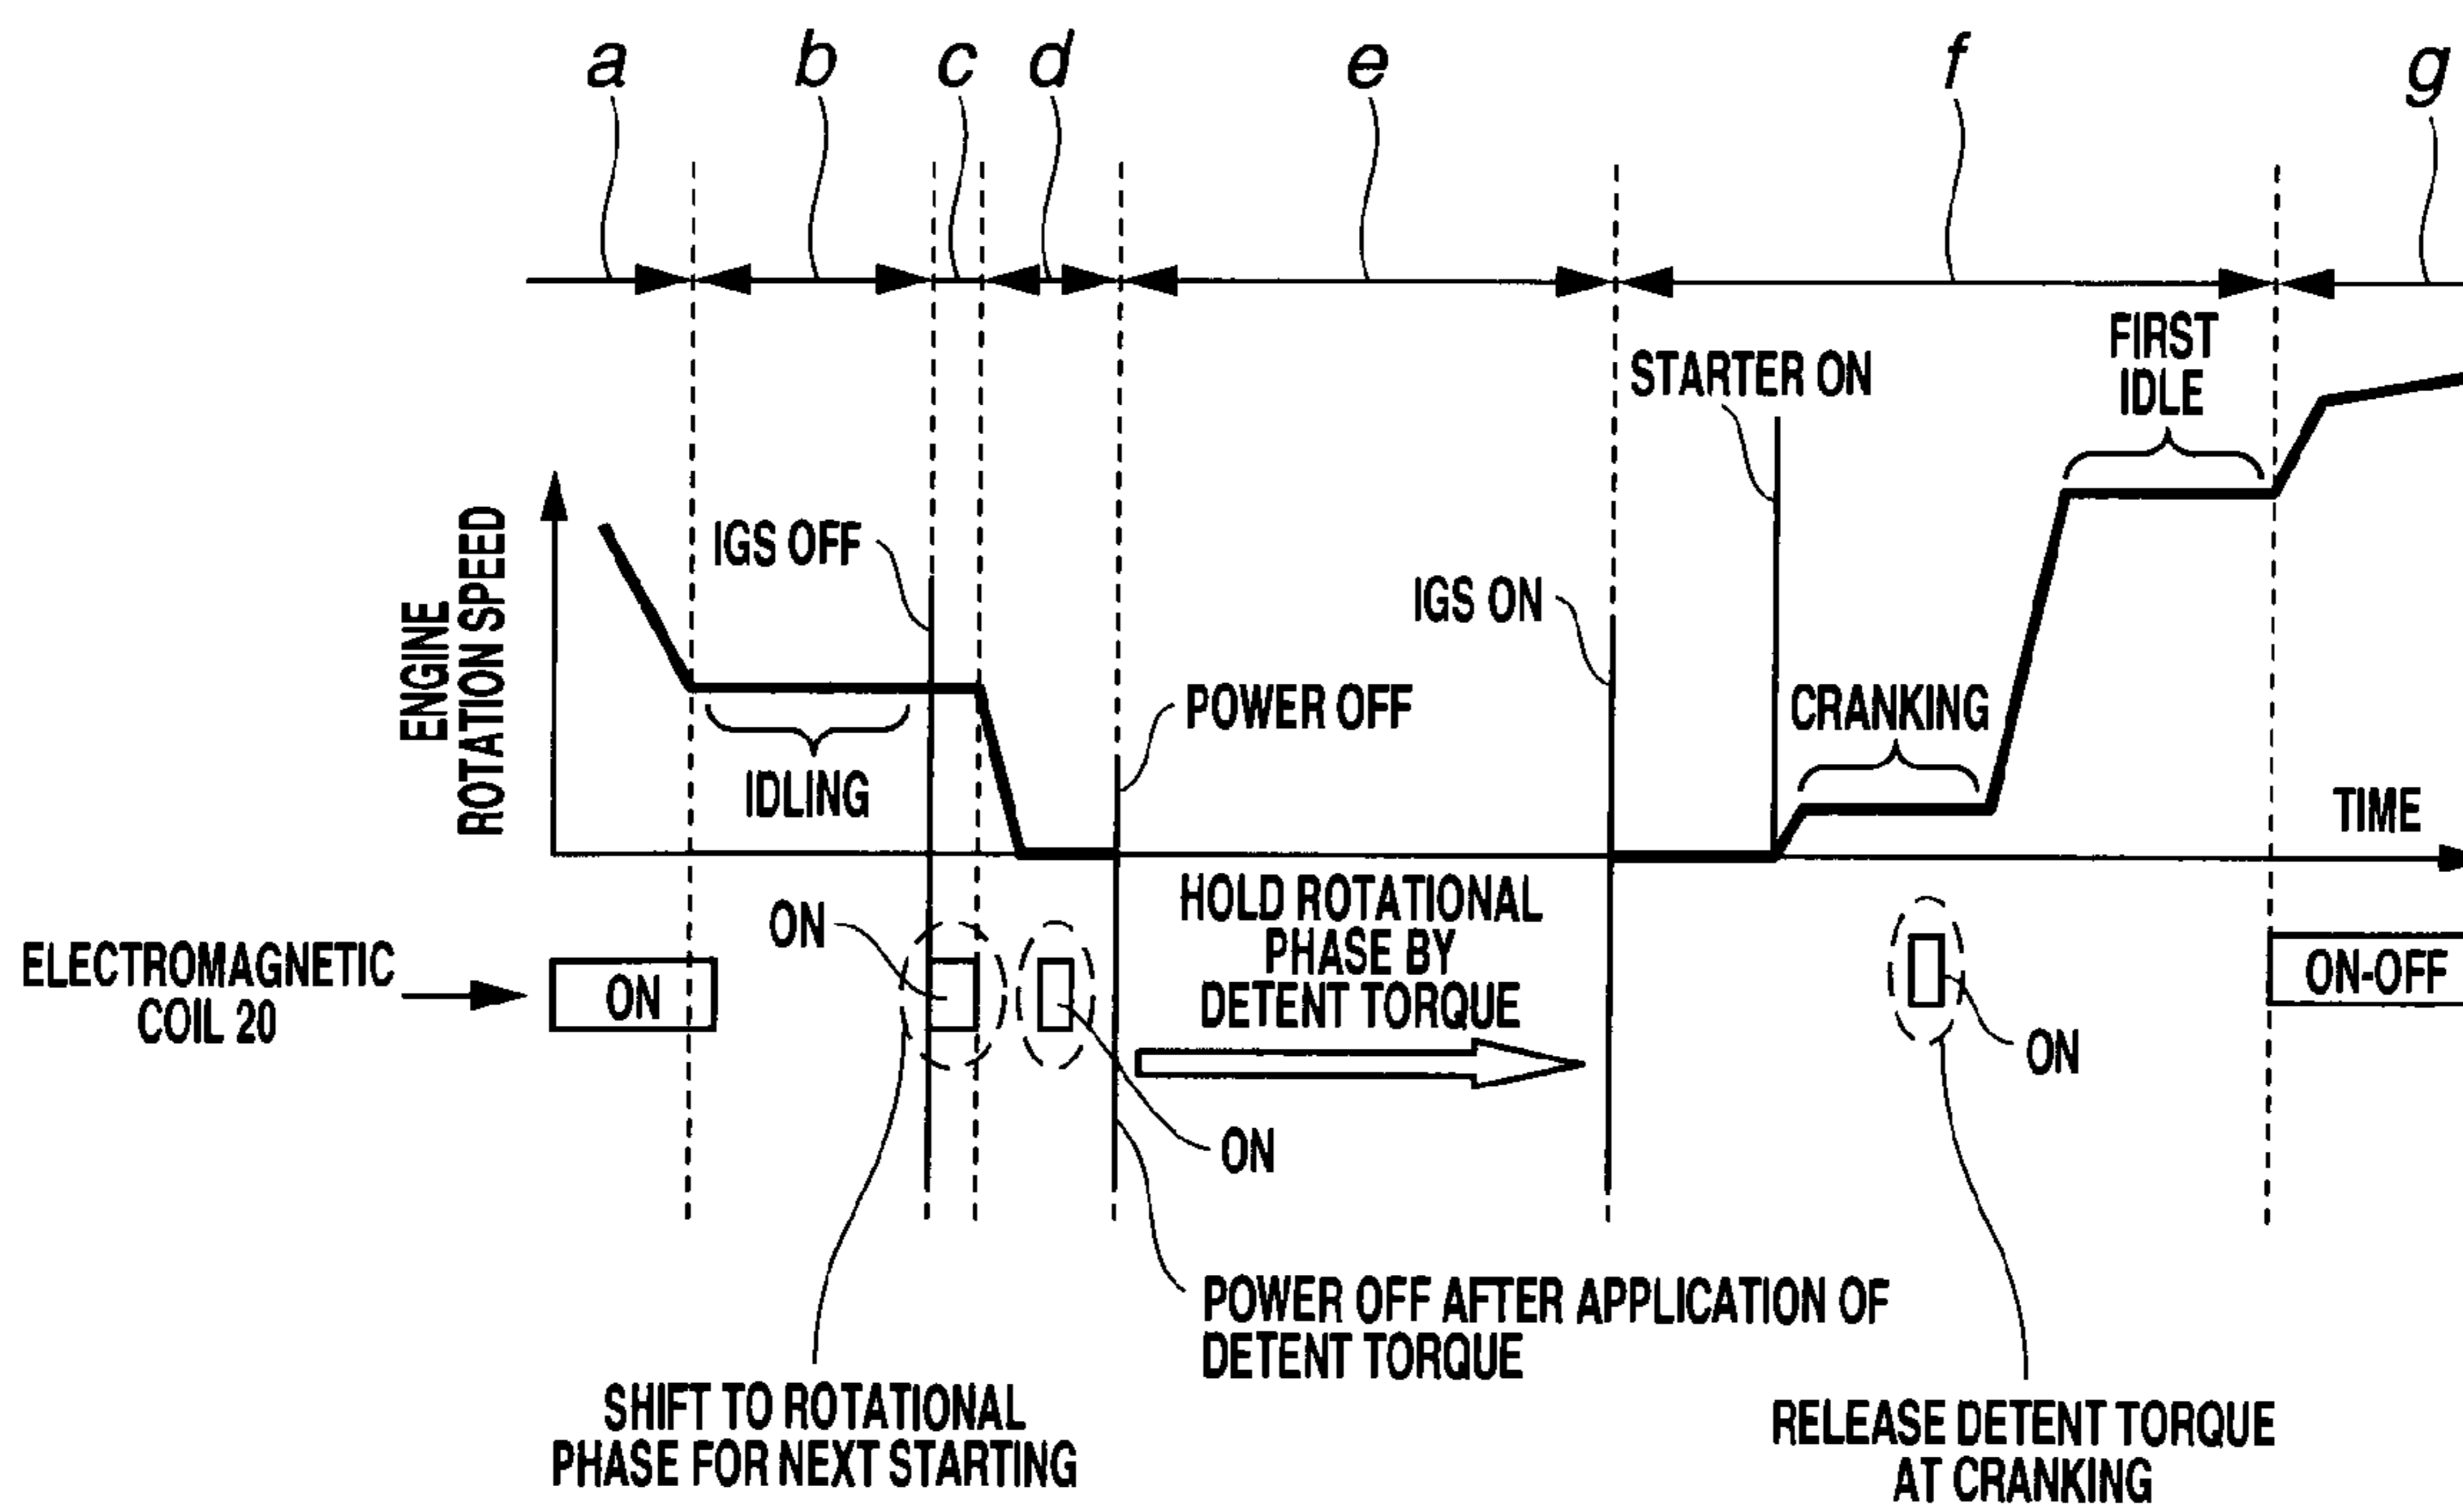 a b c d e f g
FIRST
IDLE
STARTER ON
IGS OFF
IGS ON
ENGINE
ROTATION SPEED
POWER OFF
CRANKING
IDLING
TIME
HOLD ROTATIONAL
PHASE BY
DETENT TORQUE
ON
ELECTROMAGNETIC
COIL 20
ON
ON-OFF
ON
ON
POWER OFF AFTER APPLICATION OF
DETENT TORQUE
SHIFT TO ROTATIONAL
PHASE FOR NEXT STARTING
RELEASE DETENT TORQUE
AT CRANKING